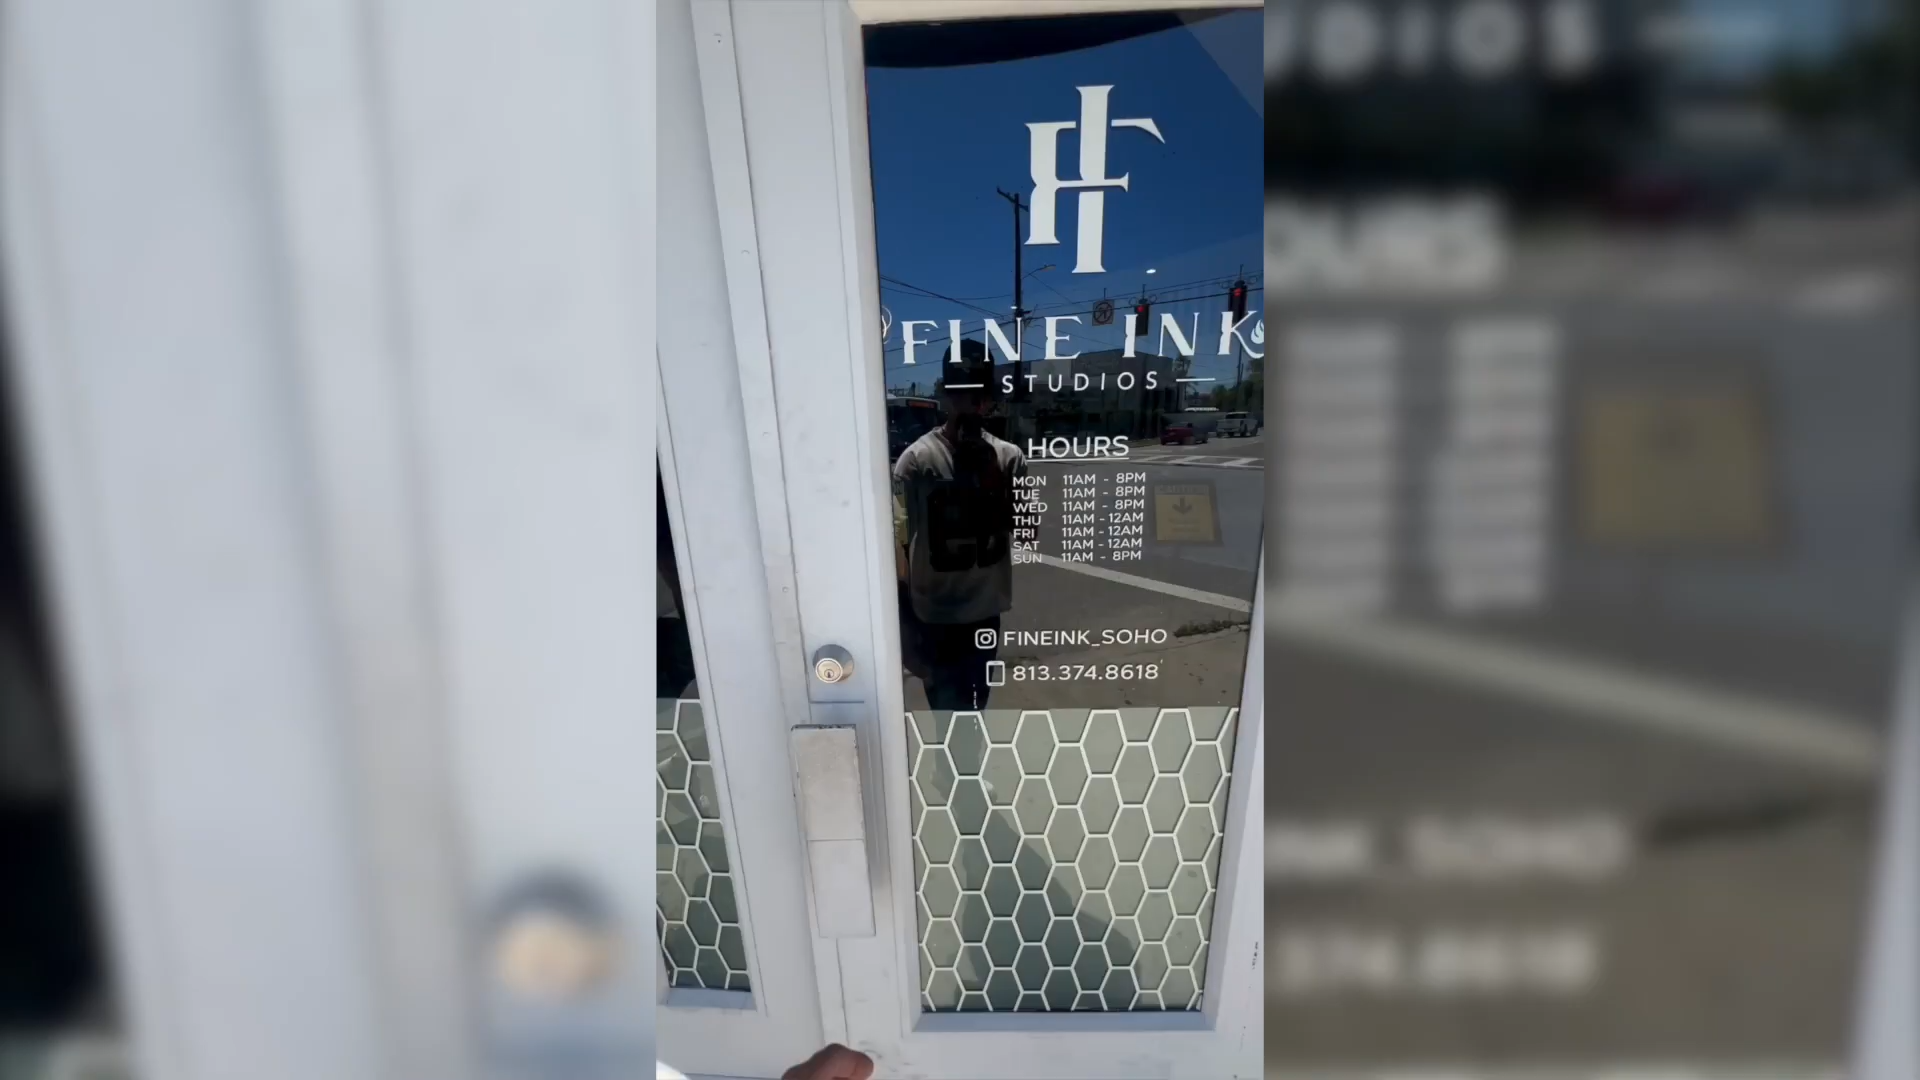 FINE INK
STUDIOS
HOURS
MON 11AM - 8PM
TUE 11AM - 8PM
WED 11AM - 8PM
THU 11AM - 12AM
FRI 11AM - 12AM
SAT 11AM - 12AM
SUN 11AM - 8PM
FINEINK_SOHO
813.374.8618